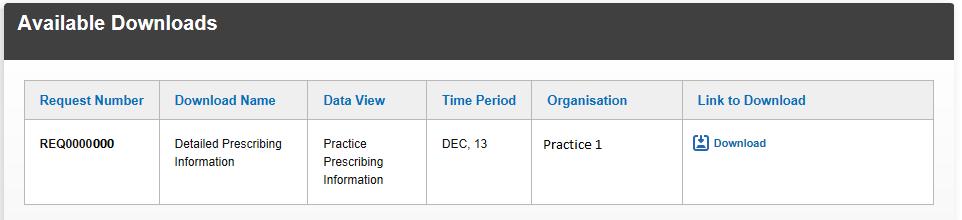 Available Downloads
Request Number Download Name Data View Time Period Organisation Link to Download
REQ0000000 Detailed Prescribing Practice DEC, 13 Practice 1 Download
Information Prescribing
Information